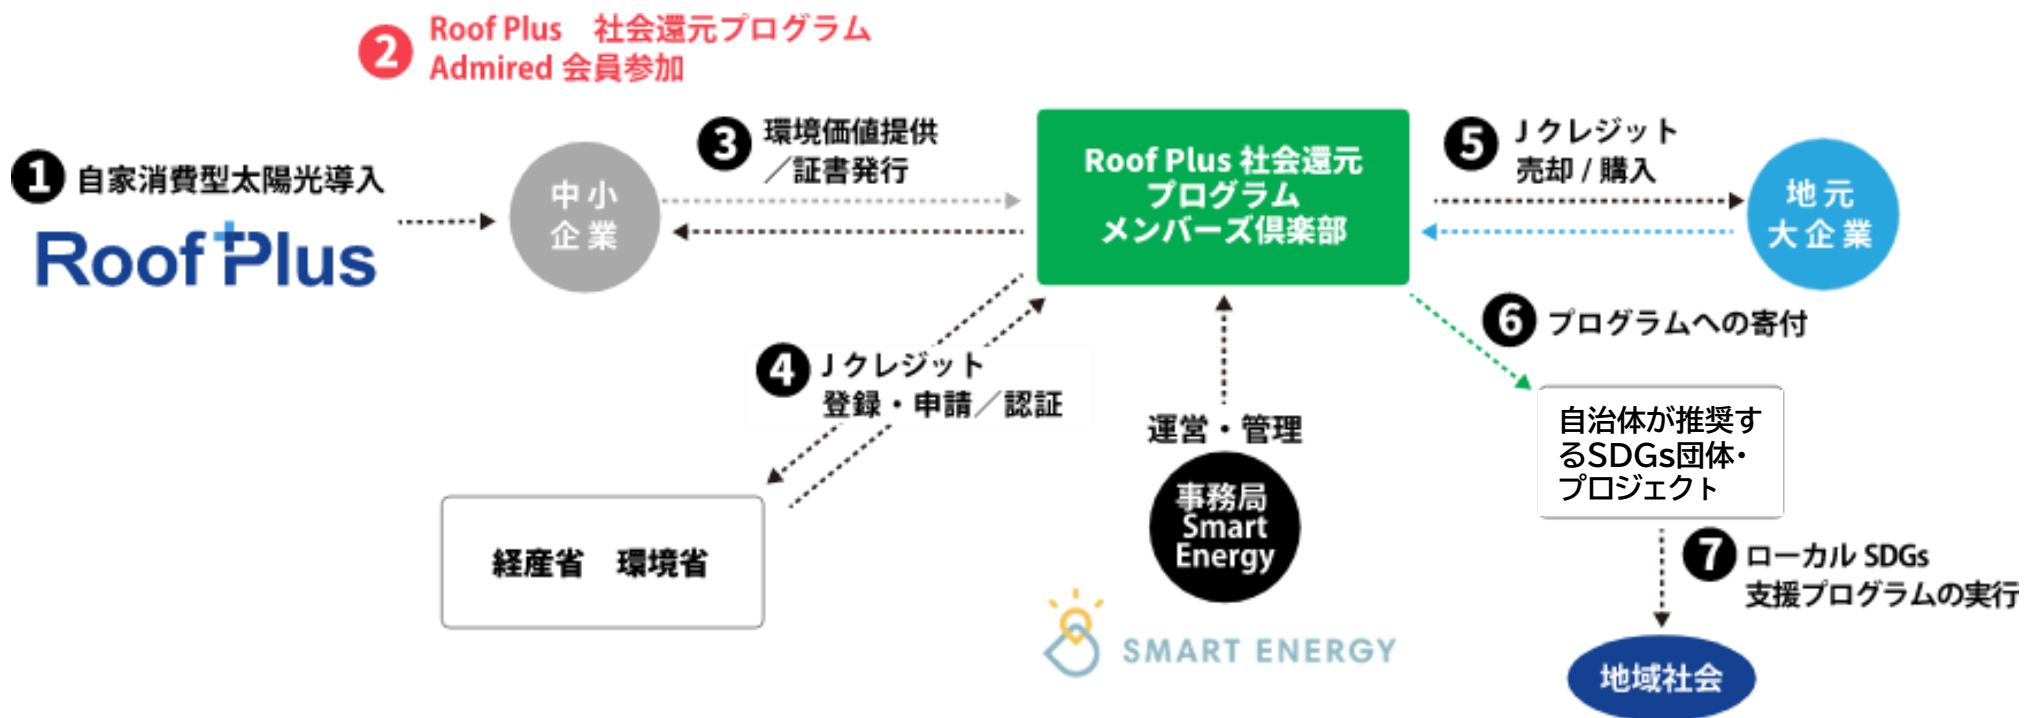 2 Roof Plus 社会還元プログラム
Admired 会員参加
1 自家消費型太陽光導入
Roof Plus
中小
企業
3 環境価値提供
／証書発行
Roof Plus 社会還元
プログラム
メンバーズ倶楽部
5 Jクレジット
売却 / 購入
地元
大企業
4 Jクレジット
登録・申請／認証
6 プログラムへの寄付
経産省 環境省
運営・管理
事務局
Smart
Energy
SMART ENERGY
自治体が推奨す
るSDGs団体・
プロジェクト
7 ローカル SDGs
支援プログラムの実行
地域社会